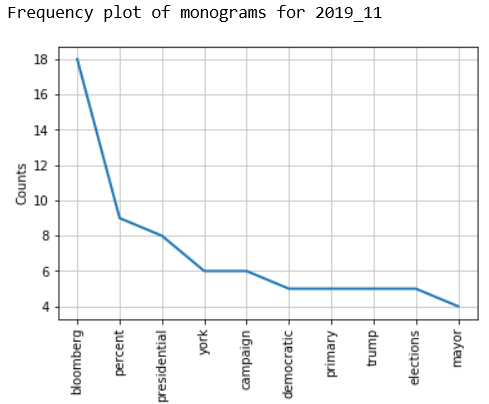 Frequency plot of monograms for 2019_11
18
16
14
12
10
8
6
4
Counts
bloomberg
percent
presidential
york
campaign
democratic
primary
trump
elections
mayor